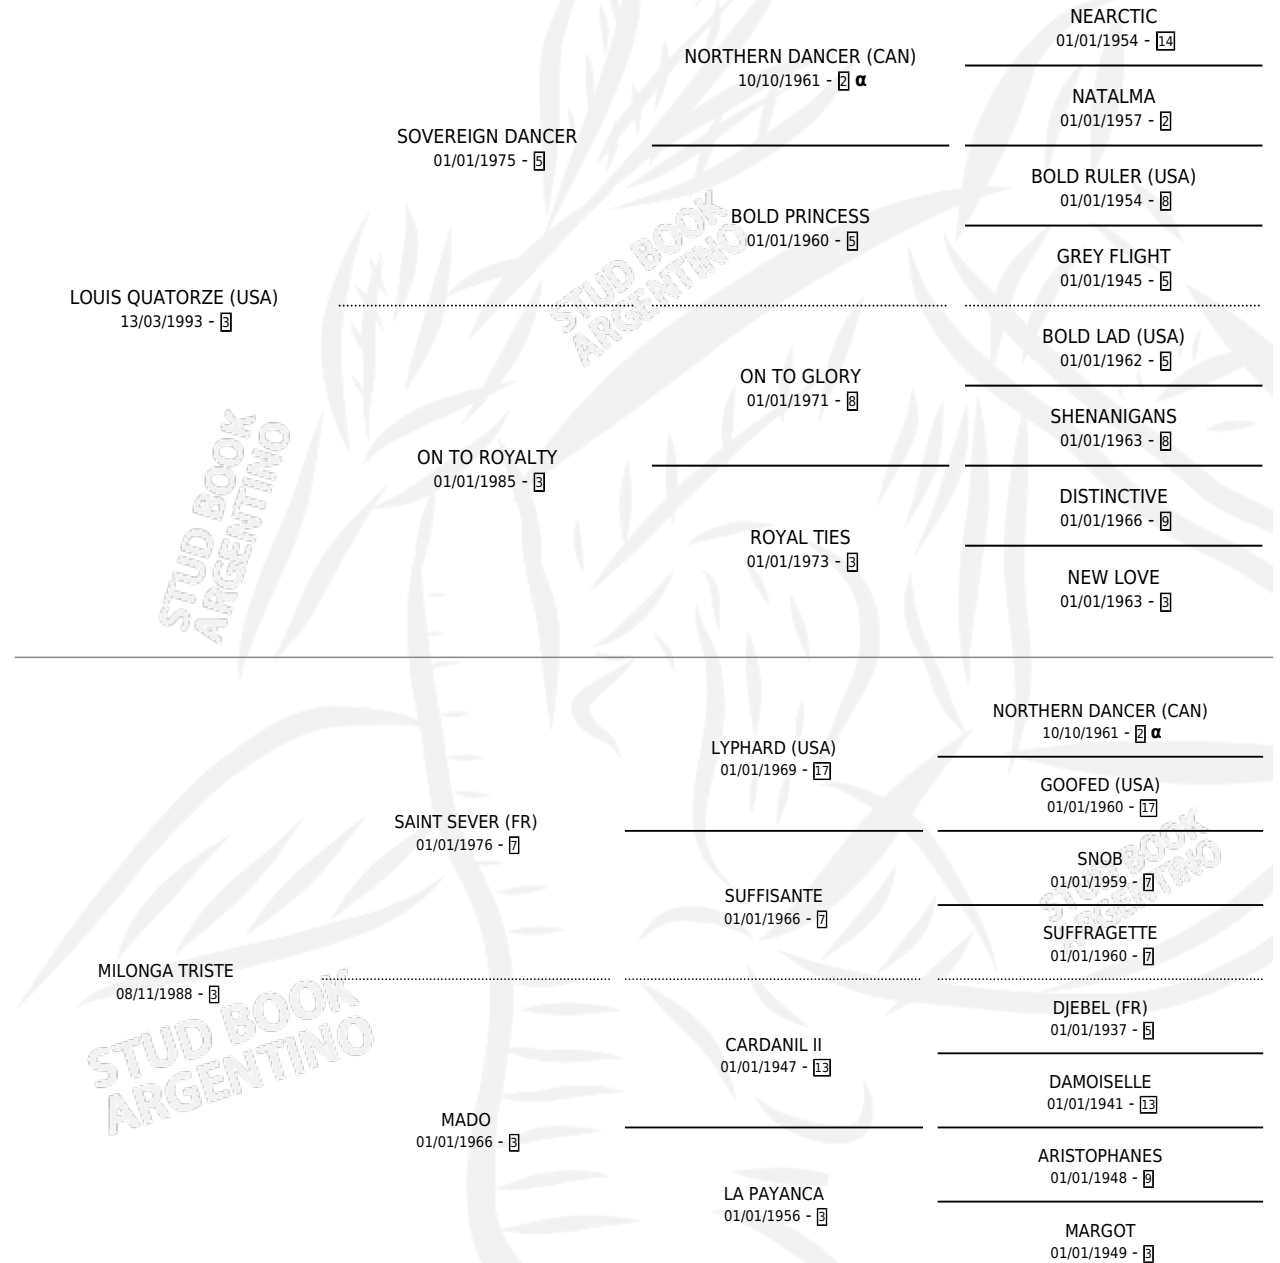 NEARCTIC
01/01/1954 - 14
NORTHERN DANCER (CAN)
10/10/1961 - 2 α
NATALMA
01/01/1957 - 2
SOVEREIGN DANCER
01/01/1975 - 5
BOLD RULER (USA)
01/01/1954 - 8
BOLD PRINCESS
01/01/1960 - 5
GREY FLIGHT
01/01/1945 - 5
STUD BOOK
ARGENTINO
LOUIS QUATORZE (USA)
13/03/1993 - 3
BOLD LAD (USA)
01/01/1962 - 5
ON TO GLORY
01/01/1971 - 8
SHENANIGANS
01/01/1963 - 8
ON TO ROYALTY
01/01/1985 - 3
DISTINCTIVE
01/01/1966 - 9
ROYAL TIES
01/01/1973 - 3
NEW LOVE
01/01/1963 - 3
STUD BOOK
ARGENTINO
NORTHERN DANCER (CAN)
10/10/1961 - 2 α
LYPHARD (USA)
01/01/1969 - 17
GOOFED (USA)
01/01/1960 - 17
SAINT SEVER (FR)
01/01/1976 - 7
SNOB
01/01/1959 - 7
SUFFISANTE
01/01/1966 - 7
SUFFRAGETTE
01/01/1960 - 7
STUD BOOK
ARGENTINO
MILONGA TRISTE
08/11/1988 - 3
DJEBEL (FR)
01/01/1937 - 5
CARDANIL II
01/01/1947 - 13
DAMOISELLE
01/01/1941 - 13
STUD BOOK
ARGENTINO
MADO
01/01/1966 - 3
ARISTOPHANES
01/01/1948 - 9
LA PAYANCA
01/01/1956 - 3
MARGOT
01/01/1949 - 3